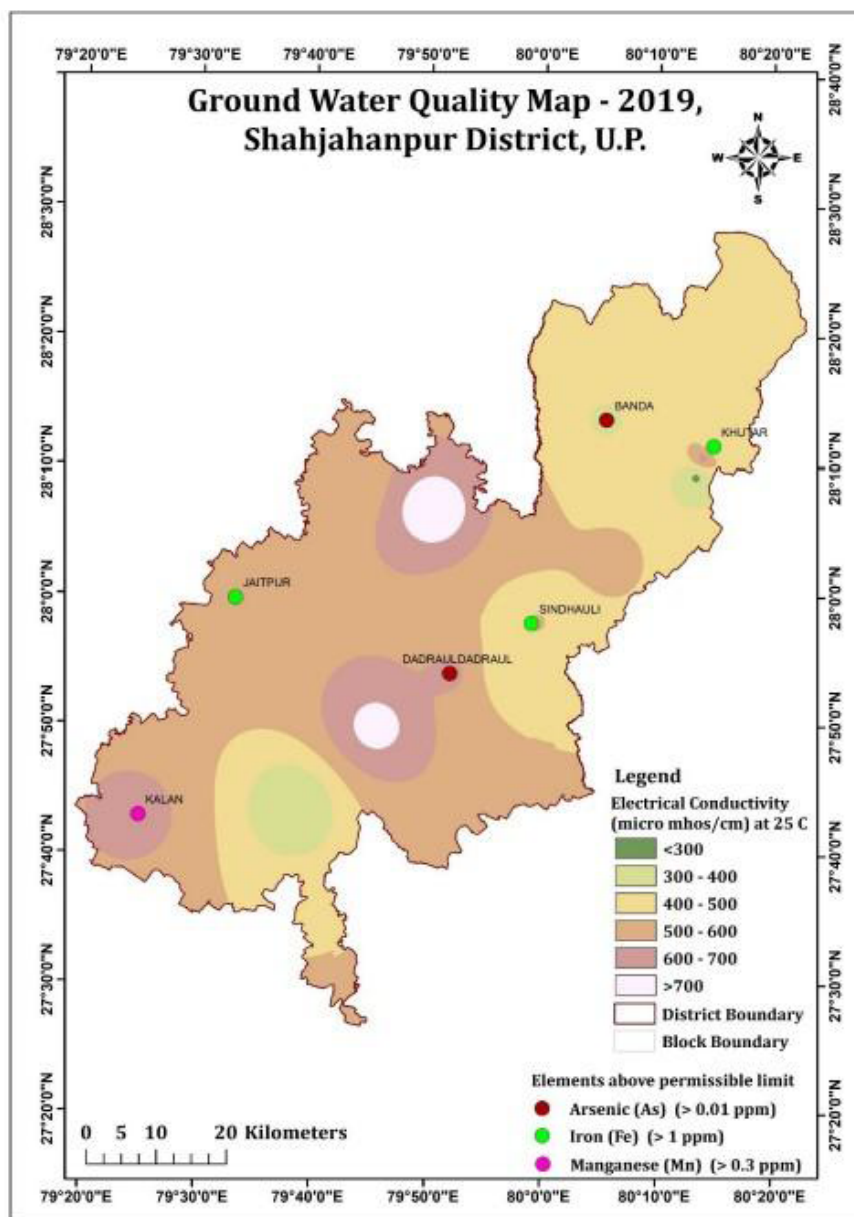 79°20'0"E 79°30'0"E 79°40'0"E 79°50'0"E 80°0'0"E 80°10'0"E 80°20'0"E
Ground Water Quality Map - 2019,
Shahjahanpur District, U.P.
N
W E
S
28°40'0"N
28°30'0"N 28°30'0"N
28°20'0"N 28°20'0"N
BANDA
KHUTAR
28°10'0"N 28°10'0"N
JAITPUR
28°0'0"N 28°0'0"N
SINDHAULI
DADRAULDADRAUL
27°50'0"N 27°50'0"N
KALAN
27°40'0"N 27°40'0"N
27°30'0"N 27°30'0"N
27°20'0"N 27°20'0"N
Legend
Electrical Conductivity
(micro mhos/cm) at 25 C
<300
300 - 400
400 - 500
500 - 600
600 - 700
>700
District Boundary
Block Boundary
Elements above permissible limit
Arsenic (As) (> 0.01 ppm)
Iron (Fe) (> 1 ppm)
Manganese (Mn) (> 0.3 ppm)
0 5 10 20 Kilometers
79°20'0"E 79°30'0"E 79°40'0"E 79°50'0"E 80°0'0"E 80°10'0"E 80°20'0"E